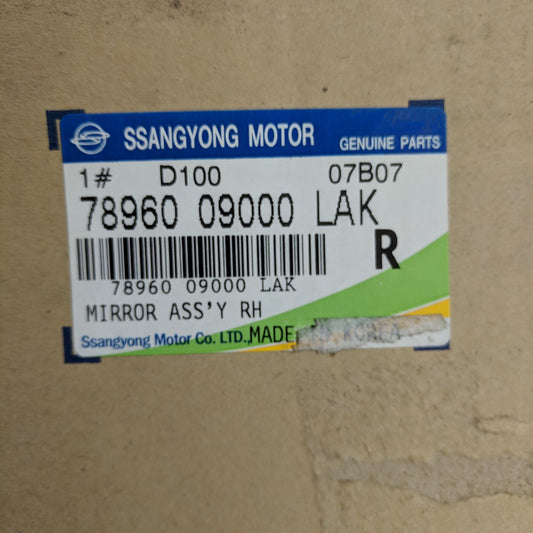 SSANGYONG MOTOR GENUINE PARTS
1# D100 07B07
78960 09000 LAK
R
78960 09000 LAK
MIRROR ASS'Y RH
Ssangyong Motor Co. Ltd.,MADE KOREA